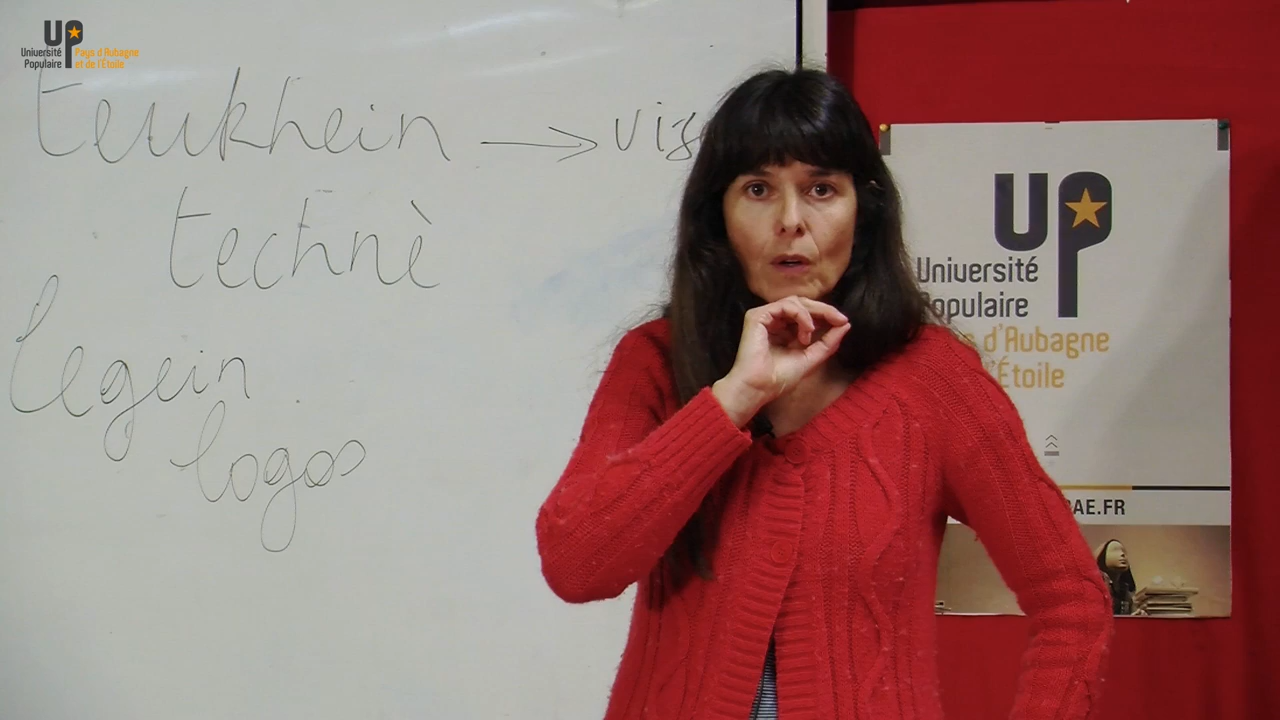 UP
Université Pays d'Aubagne
Populaire et de l'Étoile
teukhein → vis
technè
legein
logos
UP
Université
Populaire
d'Aubagne
l'Étoile
AE.FR